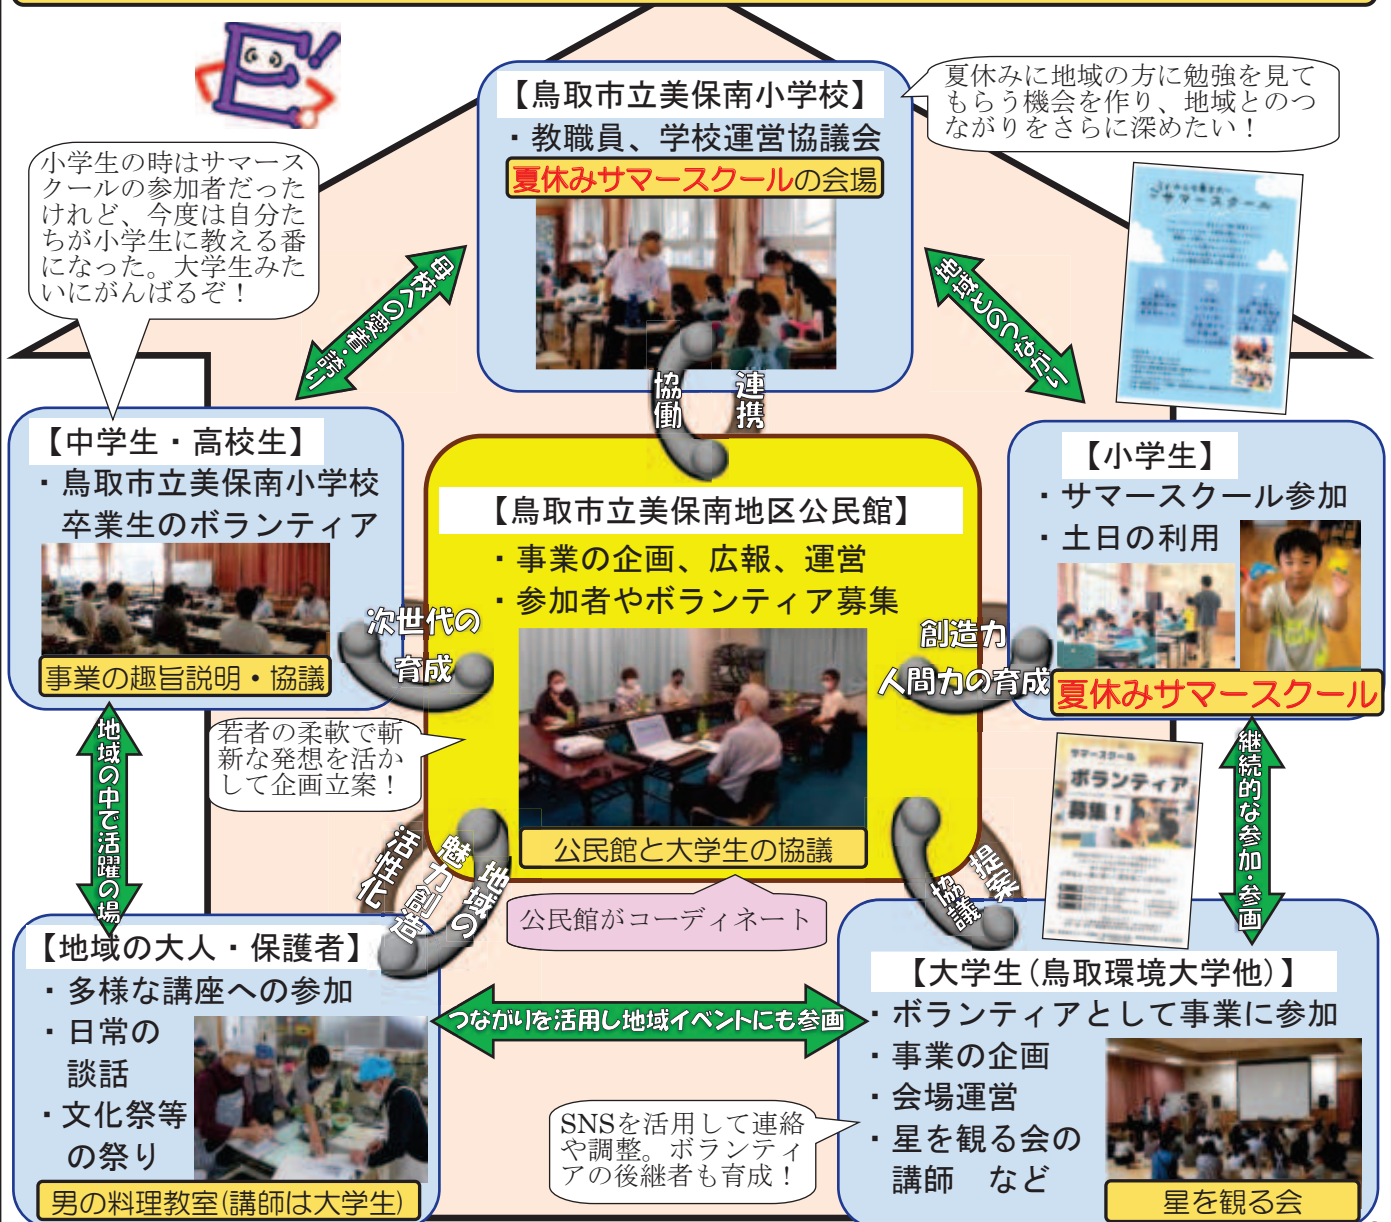 【鳥取市立美保南小学校】
・教職員、学校運営協議会
夏休みサマースクールの会場
夏休みに地域の方に勉強を見て
もらう機会を作り、地域とのつ
ながりをさらに深めたい！
小学生の時はサマース
クールの参加者だった
けれど、今度は自分た
ちが小学生に教える番
になった。大学生みた
いにがんばるぞ！
母校への愛着・誇り
地域とのつながり
サマースクール
協働
連携
【中学生・高校生】
・鳥取市立美保南小学校
卒業生のボランティア
事業の趣旨説明・協議
【鳥取市立美保南地区公民館】
・事業の企画、広報、運営
・参加者やボランティア募集
公民館と大学生の協議
【小学生】
・サマースクール参加
・土日の利用
夏休みサマースクール
次世代の
育成
創造力
人間力の育成
若者の柔軟で斬
新な発想を活か
して企画立案！
地域の中で活躍の場
継続的な参加・参画
サマースクール
ボランティア
募集！
地域の
魅力創造
活性化
提案
協議
公民館がコーディネート
【地域の大人・保護者】
・多様な講座への参加
・日常の
談話
・文化祭等
の祭り
男の料理教室(講師は大学生)
つながりを活用し地域イベントにも参画
SNSを活用して連絡
や調整。ボランティ
アの後継者も育成！
【大学生(鳥取環境大学他)】
・ボランティアとして事業に参加
・事業の企画
・会場運営
・星を観る会の
講師　など
星を観る会